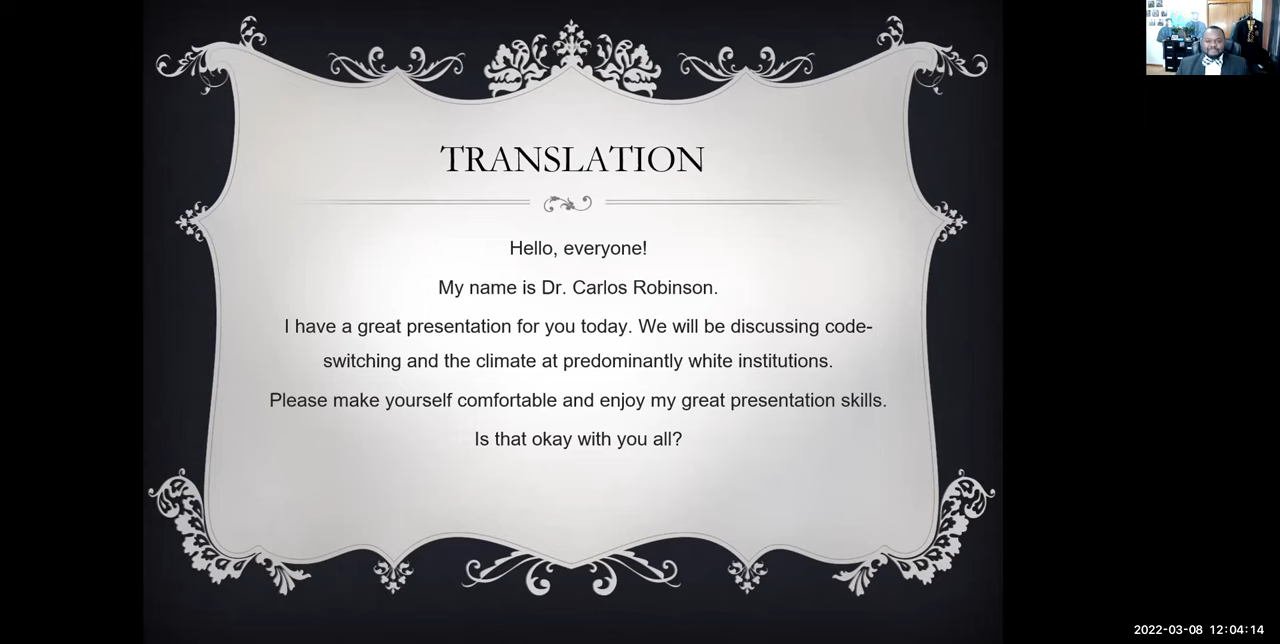 TRANSLATION
Hello, everyone!
My name is Dr. Carlos Robinson.
I have a great presentation for you today. We will be discussing code-
switching and the climate at predominantly white institutions.
Please make yourself comfortable and enjoy my great presentation skills.
Is that okay with you all?
2022-03-08 12:04:14